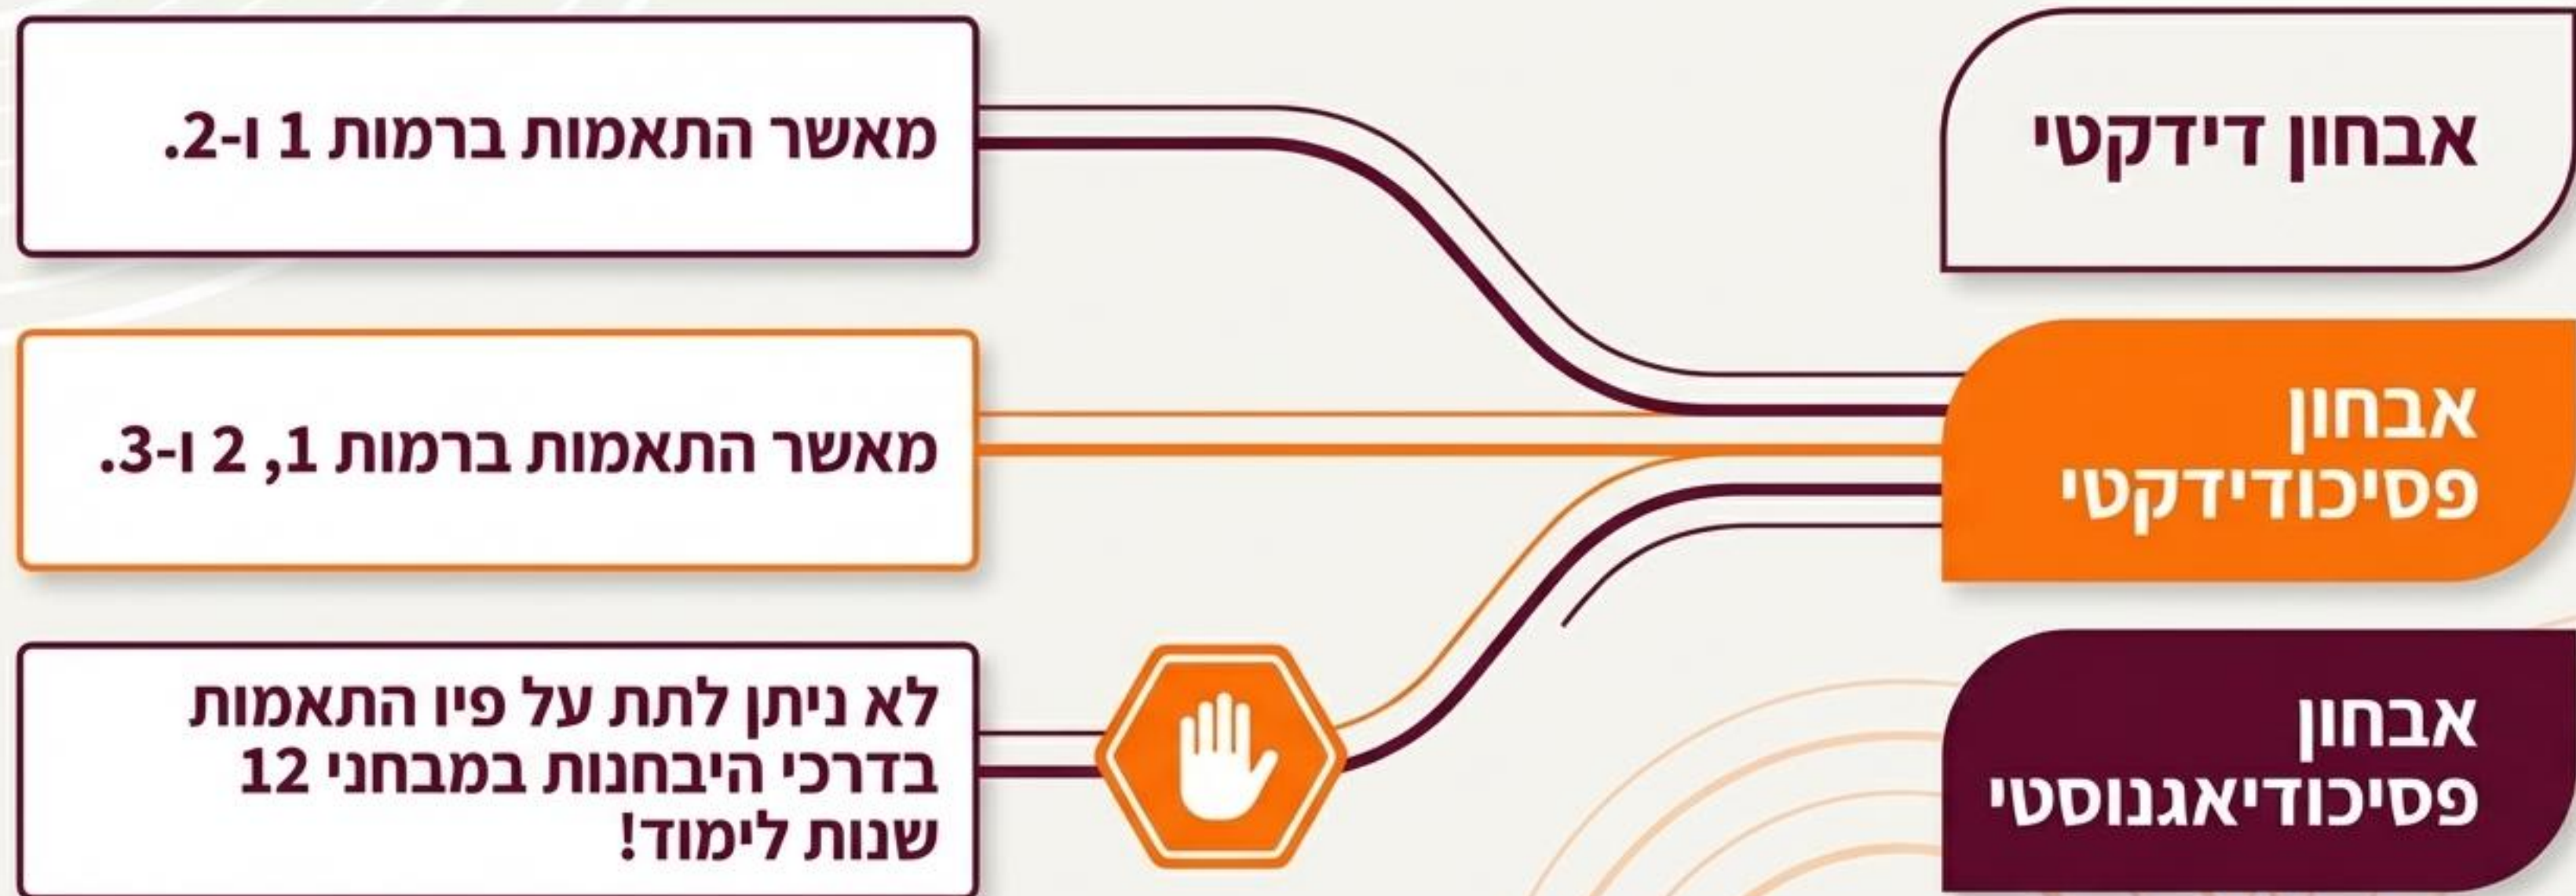 אבחון דידקטי
מאשר התאמות ברמות 1 ו-2.
אבחון
פסיכודידקטי
מאשר התאמות ברמות 1, 2 ו-3.
אבחון
פסיכודיאגנוסטי
לא ניתן לתת על פיו התאמות
בדרכי היבחנות במבחני 12
שנות לימוד!